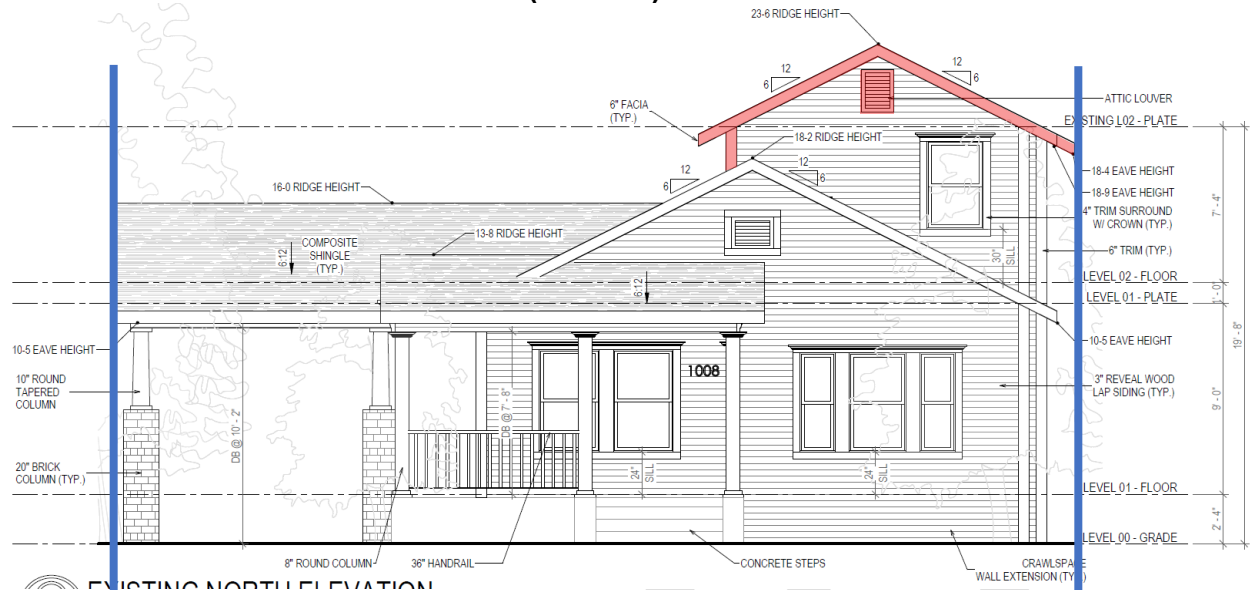 23-6 RIDGE HEIGHT
12
6
12
6
6" FACIA
(TYP.)
ATTIC LOUVER
EXISTING L02 - PLATE
18-2 RIDGE HEIGHT
12
6
12
6
18-4 EAVE HEIGHT
18-9 EAVE HEIGHT
16-0 RIDGE HEIGHT
4" TRIM SURROUND
W/ CROWN (TYP.)
7' - 4"
13-8 RIDGE HEIGHT
COMPOSITE
SHINGLE
(TYP.)
6:12
6:12
30"
SILL
6" TRIM (TYP.)
LEVEL 02 - FLOOR
1' - 0"
LEVEL 01 - PLATE
19' - 8"
10-5 EAVE HEIGHT
10-5 EAVE HEIGHT
1008
10" ROUND
TAPERED
COLUMN
3" REVEAL WOOD
LAP SIDING (TYP.)
9' - 0"
DB @ 7' - 8"
DB @ 10' - 2"
20" BRICK
COLUMN (TYP.)
24"
SILL
24"
SILL
LEVEL 01 - FLOOR
2' - 4"
LEVEL 00 - GRADE
8" ROUND COLUMN
36" HANDRAIL
CONCRETE STEPS
CRAWLSPACE
WALL EXTENSION (TYP.)
EXISTING NORTH ELEVATION